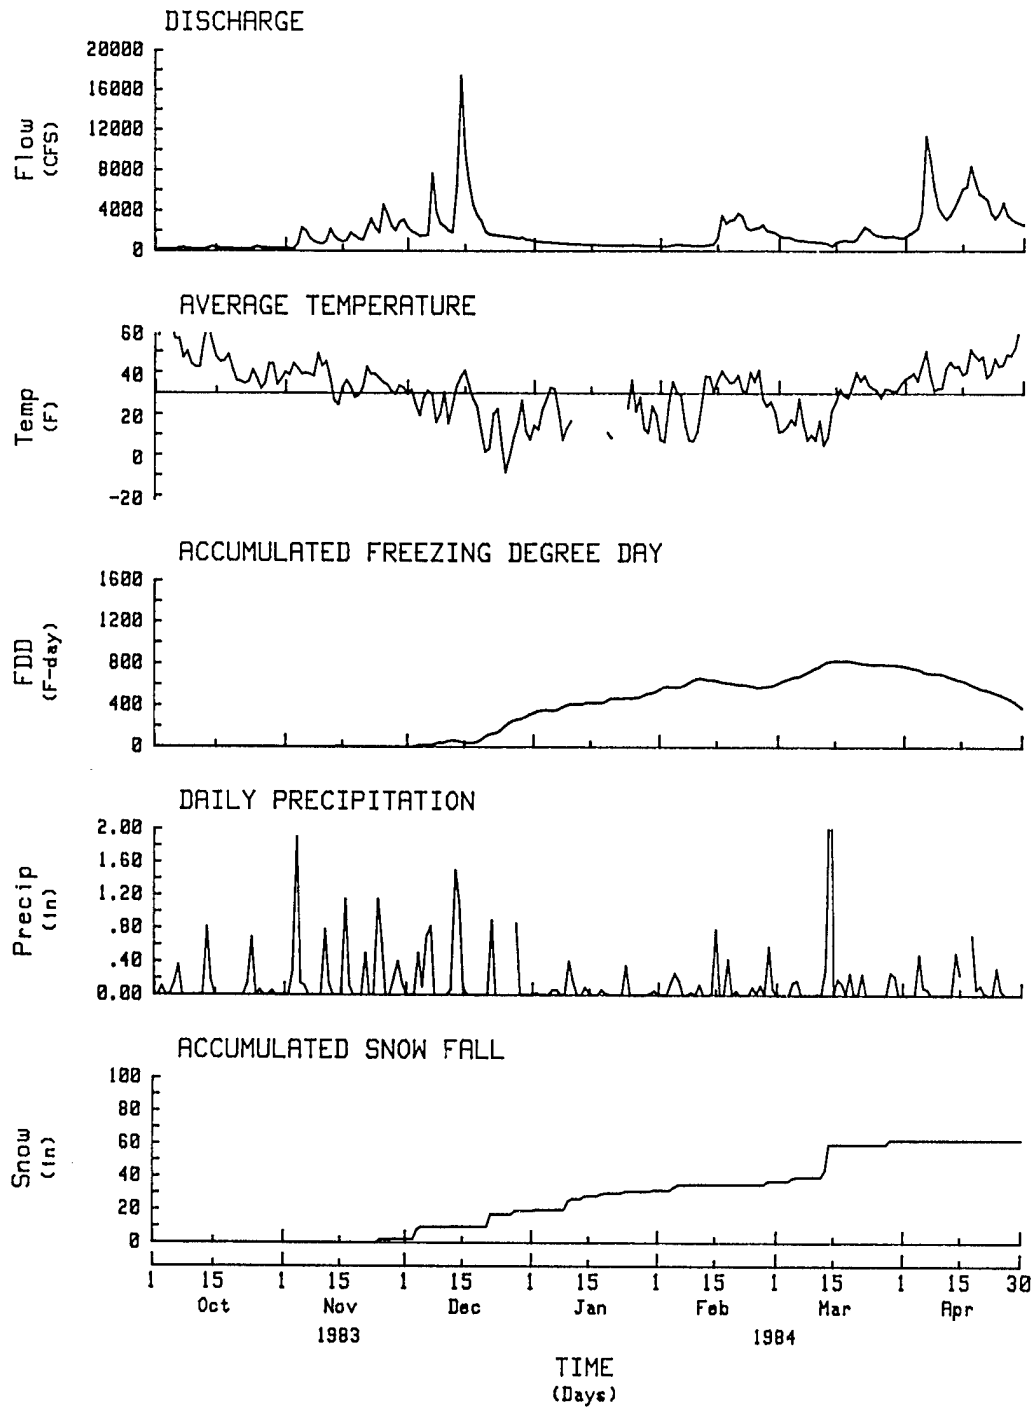 DISCHARGE
20000
16000
12000
8000
4000
0
Flow
(CFS)
AVERAGE TEMPERATURE
60
40
20
0
-20
Temp
(F)
ACCUMULATED FREEZING DEGREE DAY
1600
1200
800
400
0
FDD
(F-day)
DAILY PRECIPITATION
2.00
1.60
1.20
.80
.40
0.00
Precip
(in)
ACCUMULATED SNOW FALL
100
80
60
40
20
0
Snow
(in)
1 15 1 15 1 15 1 15 1 15 1 15 1 15 30
Oct Nov Dec Jan Feb Mar Apr
1983 1984
TIME
(Days)